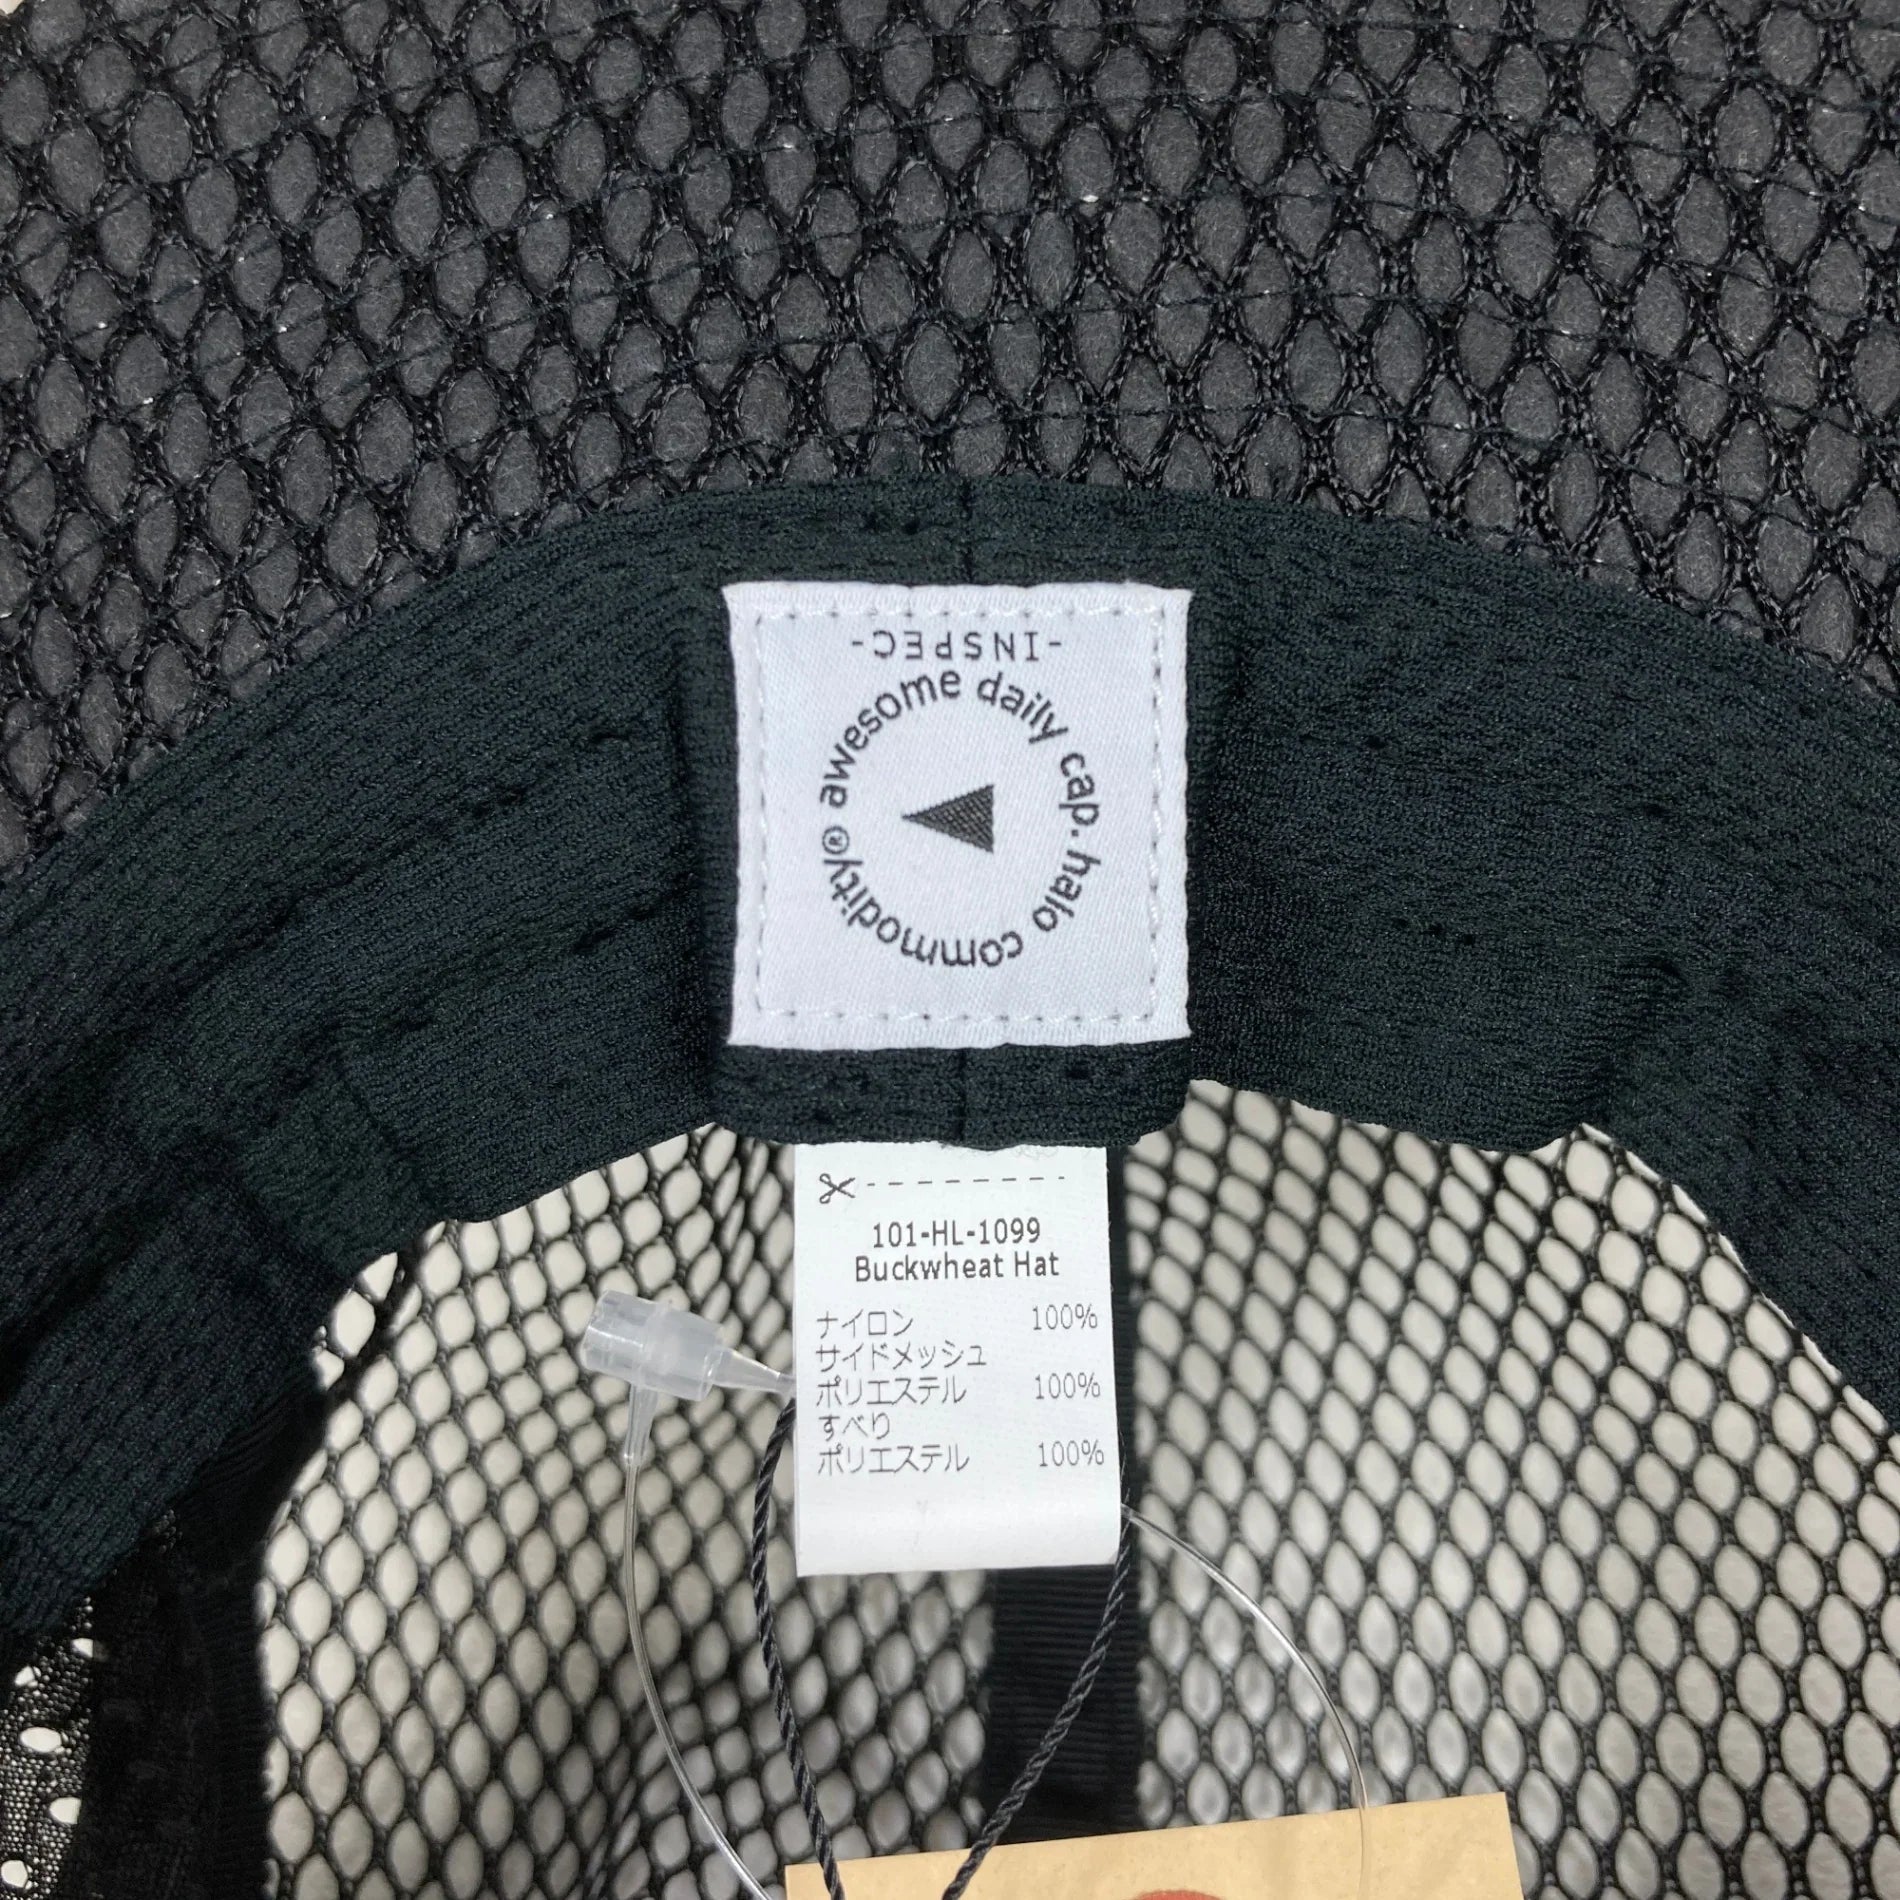 -INSPEC-
awesome daily cap. halo commodity®
101-HL-1099
Buckwheat Hat
ナイロン 100%
サイドメッシュ
ポリエステル 100%
すべり
ポリエステル 100%